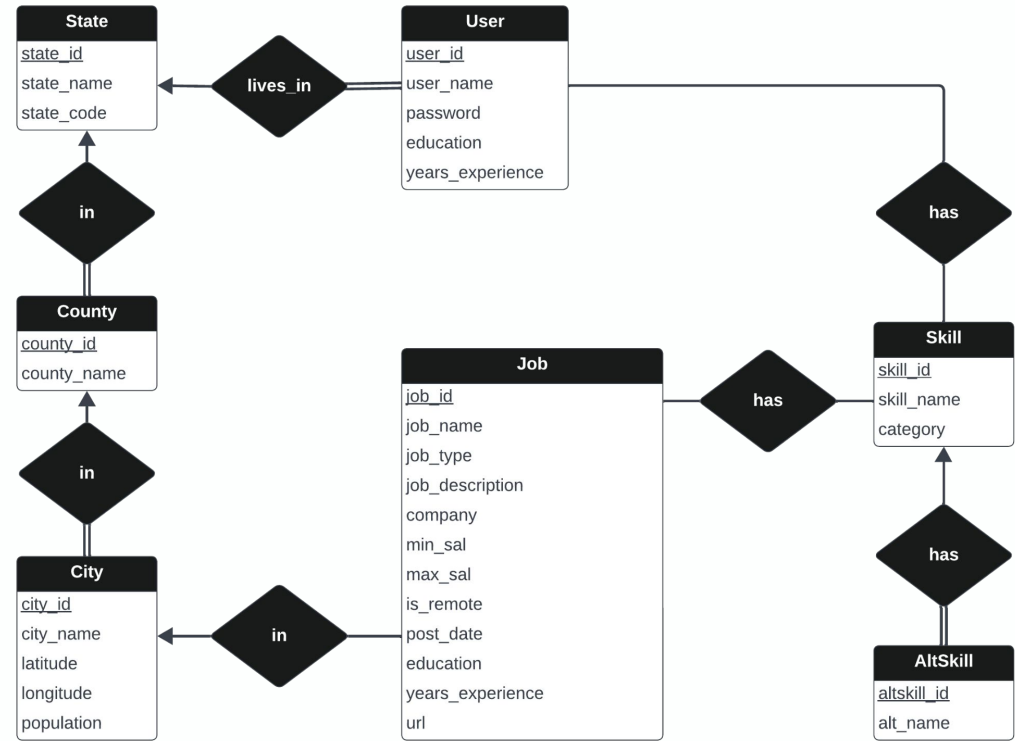 State
state_id
state_name
state_code
lives_in
User
user_id
user_name
password
education
years_experience
in
has
County
county_id
county_name
Skill
skill_id
skill_name
category
Job
job_id
job_name
job_type
job_description
company
min_sal
max_sal
is_remote
post_date
education
years_experience
url
has
in
City
city_id
city_name
latitude
longitude
population
in
has
AltSkill
altskill_id
alt_name